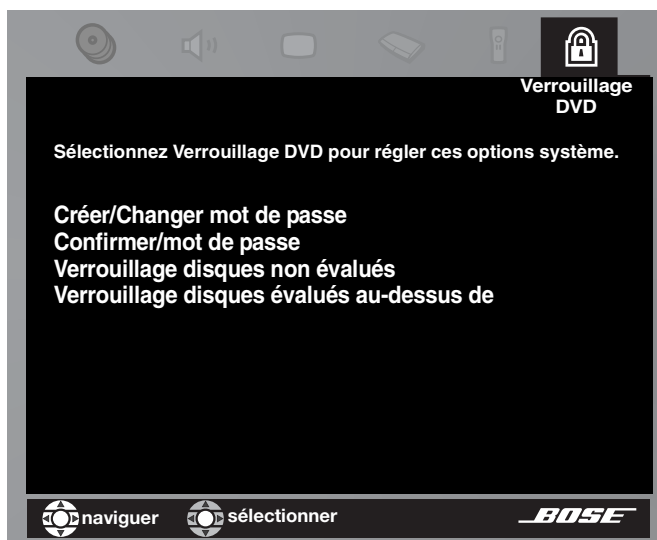 Verrouillage
DVD
Sélectionnez Verrouillage DVD pour régler ces options système.
Créer/Changer mot de passe
Confirmer/mot de passe
Verrouillage disques non évalués
Verrouillage disques évalués au-dessus de
naviguer sélectionner BOSE